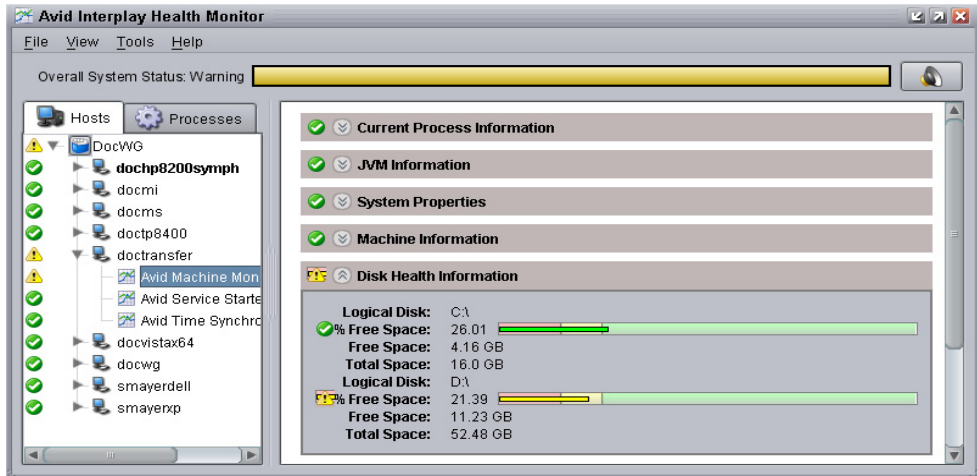 Avid Interplay Health Monitor
File View Tools Help
Overall System Status: Warning
Hosts Processes
DocWG
dochp8200symph
docmi
docms
doctp8400
doctransfer
Avid Machine Mon
Avid Service Starte
Avid Time Synchro
docvistax64
docwg
smayerdell
smayerxp
Current Process Information
JVM Information
System Properties
Machine Information
Disk Health Information
Logical Disk: C:\
% Free Space: 26.01
Free Space: 4.16 GB
Total Space: 16.0 GB
Logical Disk: D:\
% Free Space: 21.39
Free Space: 11.23 GB
Total Space: 52.48 GB